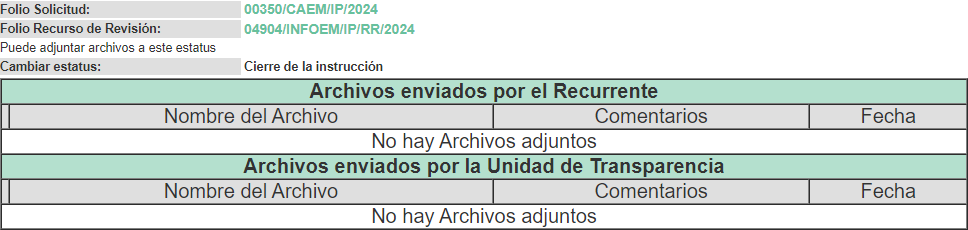 Folio Solicitud: 00350/CAEM/IP/2024
Folio Recurso de Revisión: 04904/INFOEM/IP/RR/2024
Puede adjuntar archivos a este estatus
Cambiar estatus: Cierre de la instrucción
Archivos enviados por el Recurrente
Nombre del Archivo Comentarios Fecha
No hay Archivos adjuntos
Archivos enviados por la Unidad de Transparencia
Nombre del Archivo Comentarios Fecha
No hay Archivos adjuntos